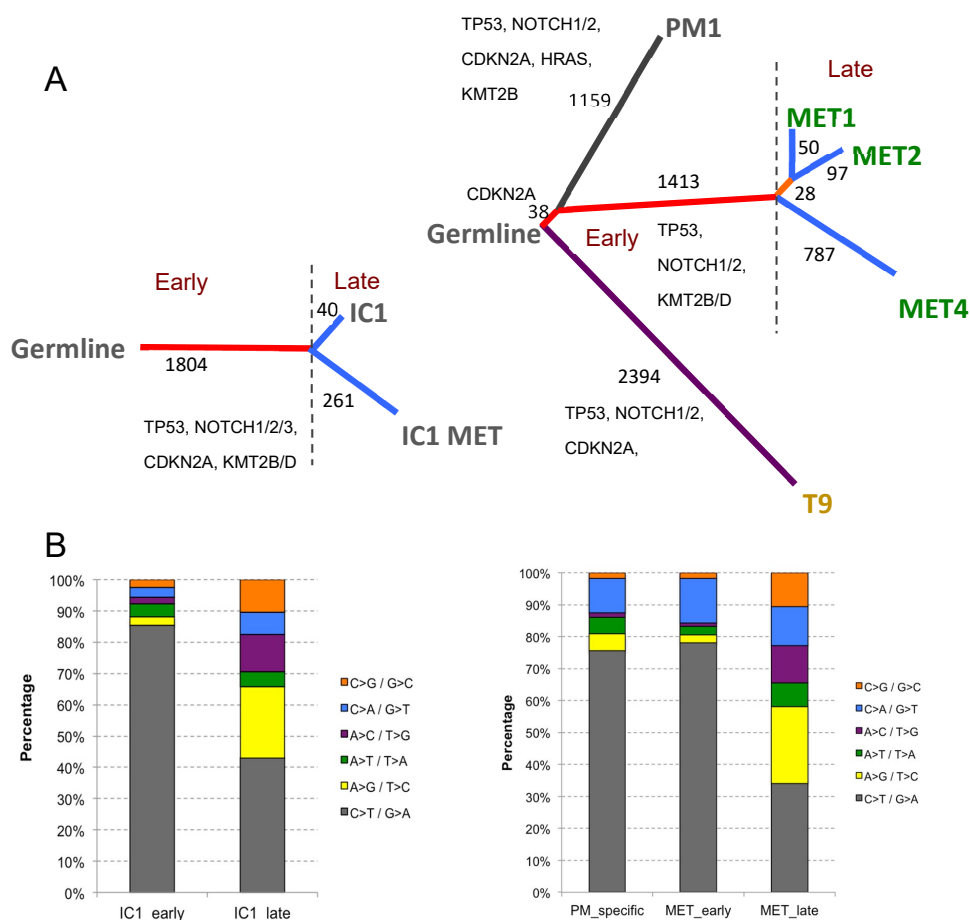 A
TP53, NOTCH1/2,
CDKN2A, HRAS,
KMT2B
PM1
1159
Late
MET1
50
MET2
97
28
1413
CDKN2A
38
Germline
Early
TP53,
NOTCH1/2,
KMT2B/D
787
MET4
Early
Late
40
IC1
Germline
1804
261
IC1 MET
TP53, NOTCH1/2/3,
CDKN2A, KMT2B/D
2394
TP53, NOTCH1/2,
CDKN2A,
T9
B
Percentage
100%
90%
80%
70%
60%
50%
40%
30%
20%
10%
0%
IC1_early
IC1_late
C>G / G>C
C>A / G>T
A>C / T>G
A>T / T>A
A>G / T>C
C>T / G>A
Percentage
100%
90%
80%
70%
60%
50%
40%
30%
20%
10%
0%
PM_specific
MET_early
MET_late
C>G / G>C
C>A / G>T
A>C / T>G
A>T / T>A
A>G / T>C
C>T / G>A